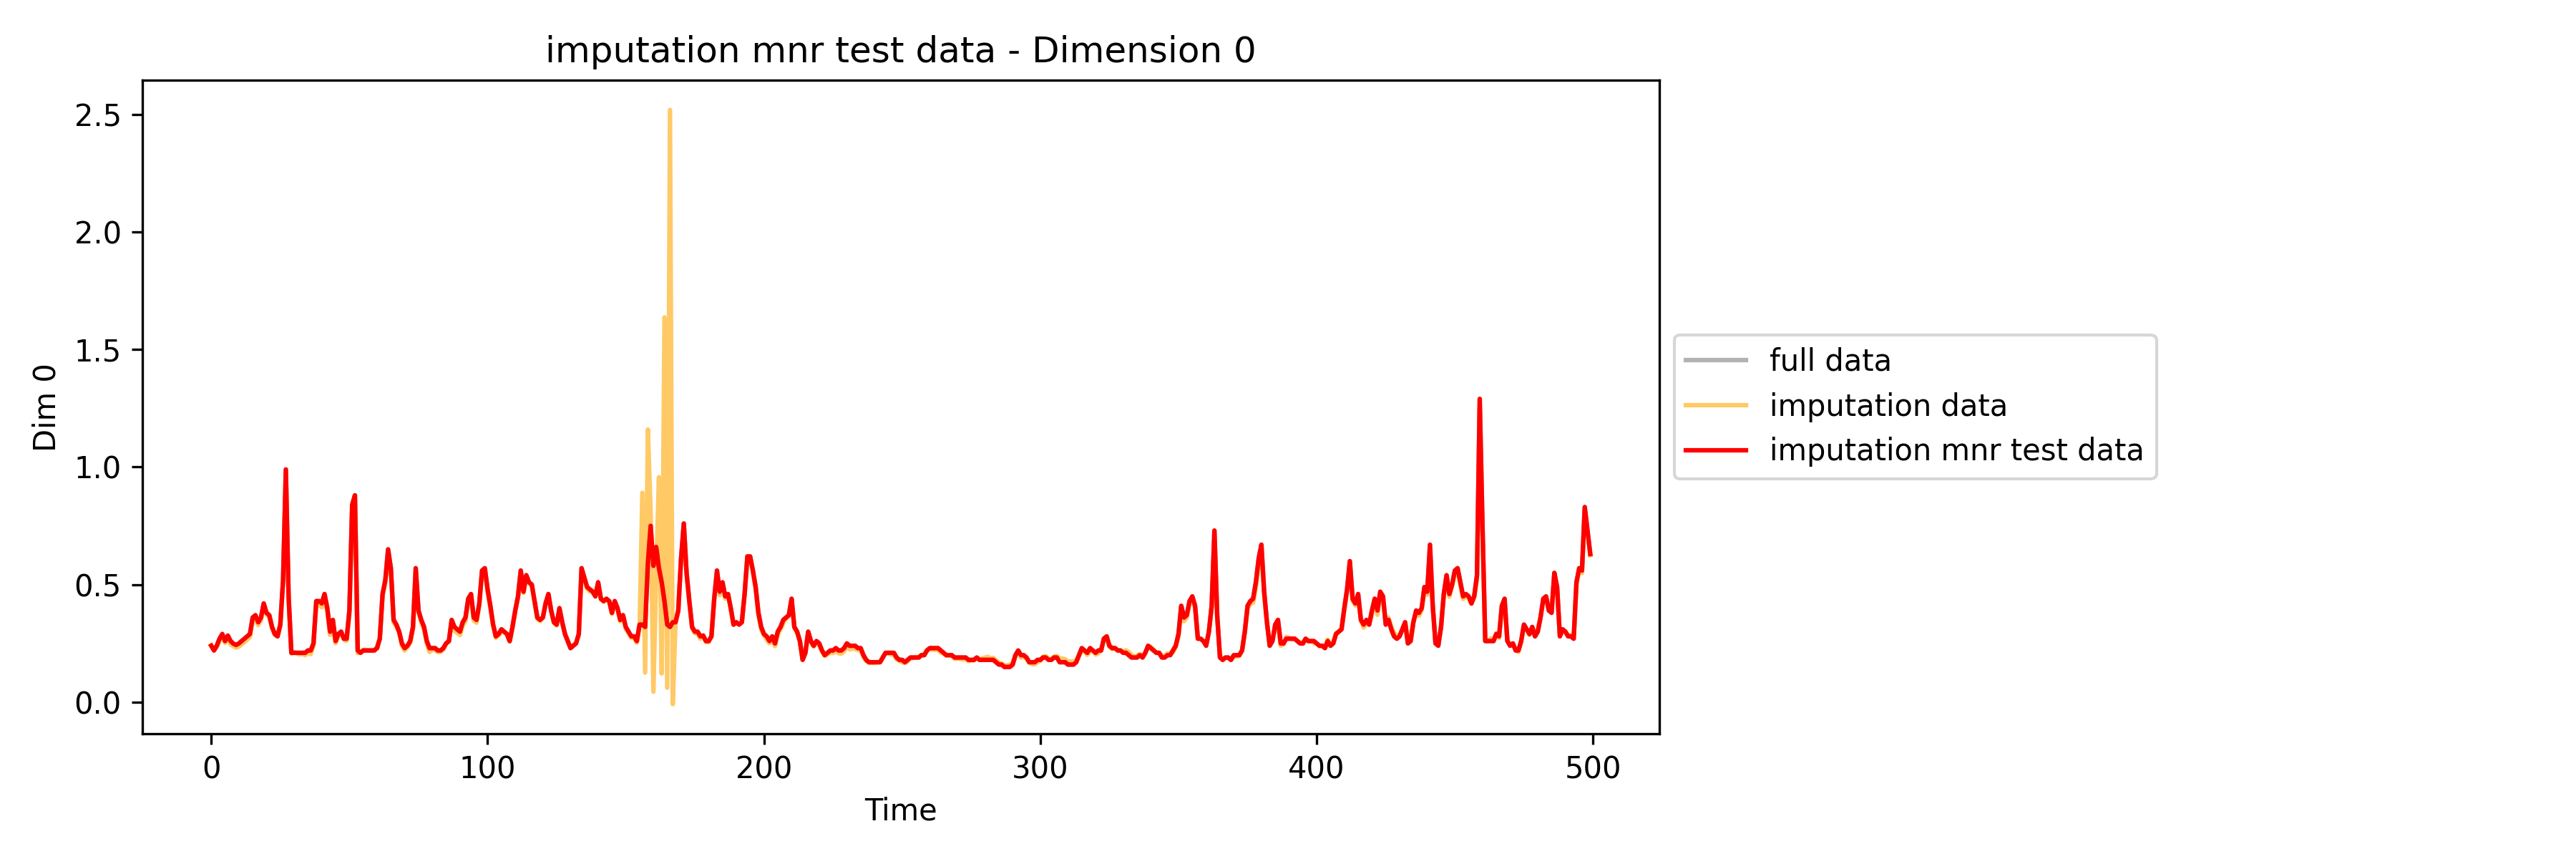 imputation mnr test data - Dimension 0
2.5
2.0
1.5
1.0
0.5
0.0
Dim 0
0 100 200 300 400 500
Time
full data
imputation data
imputation mnr test data